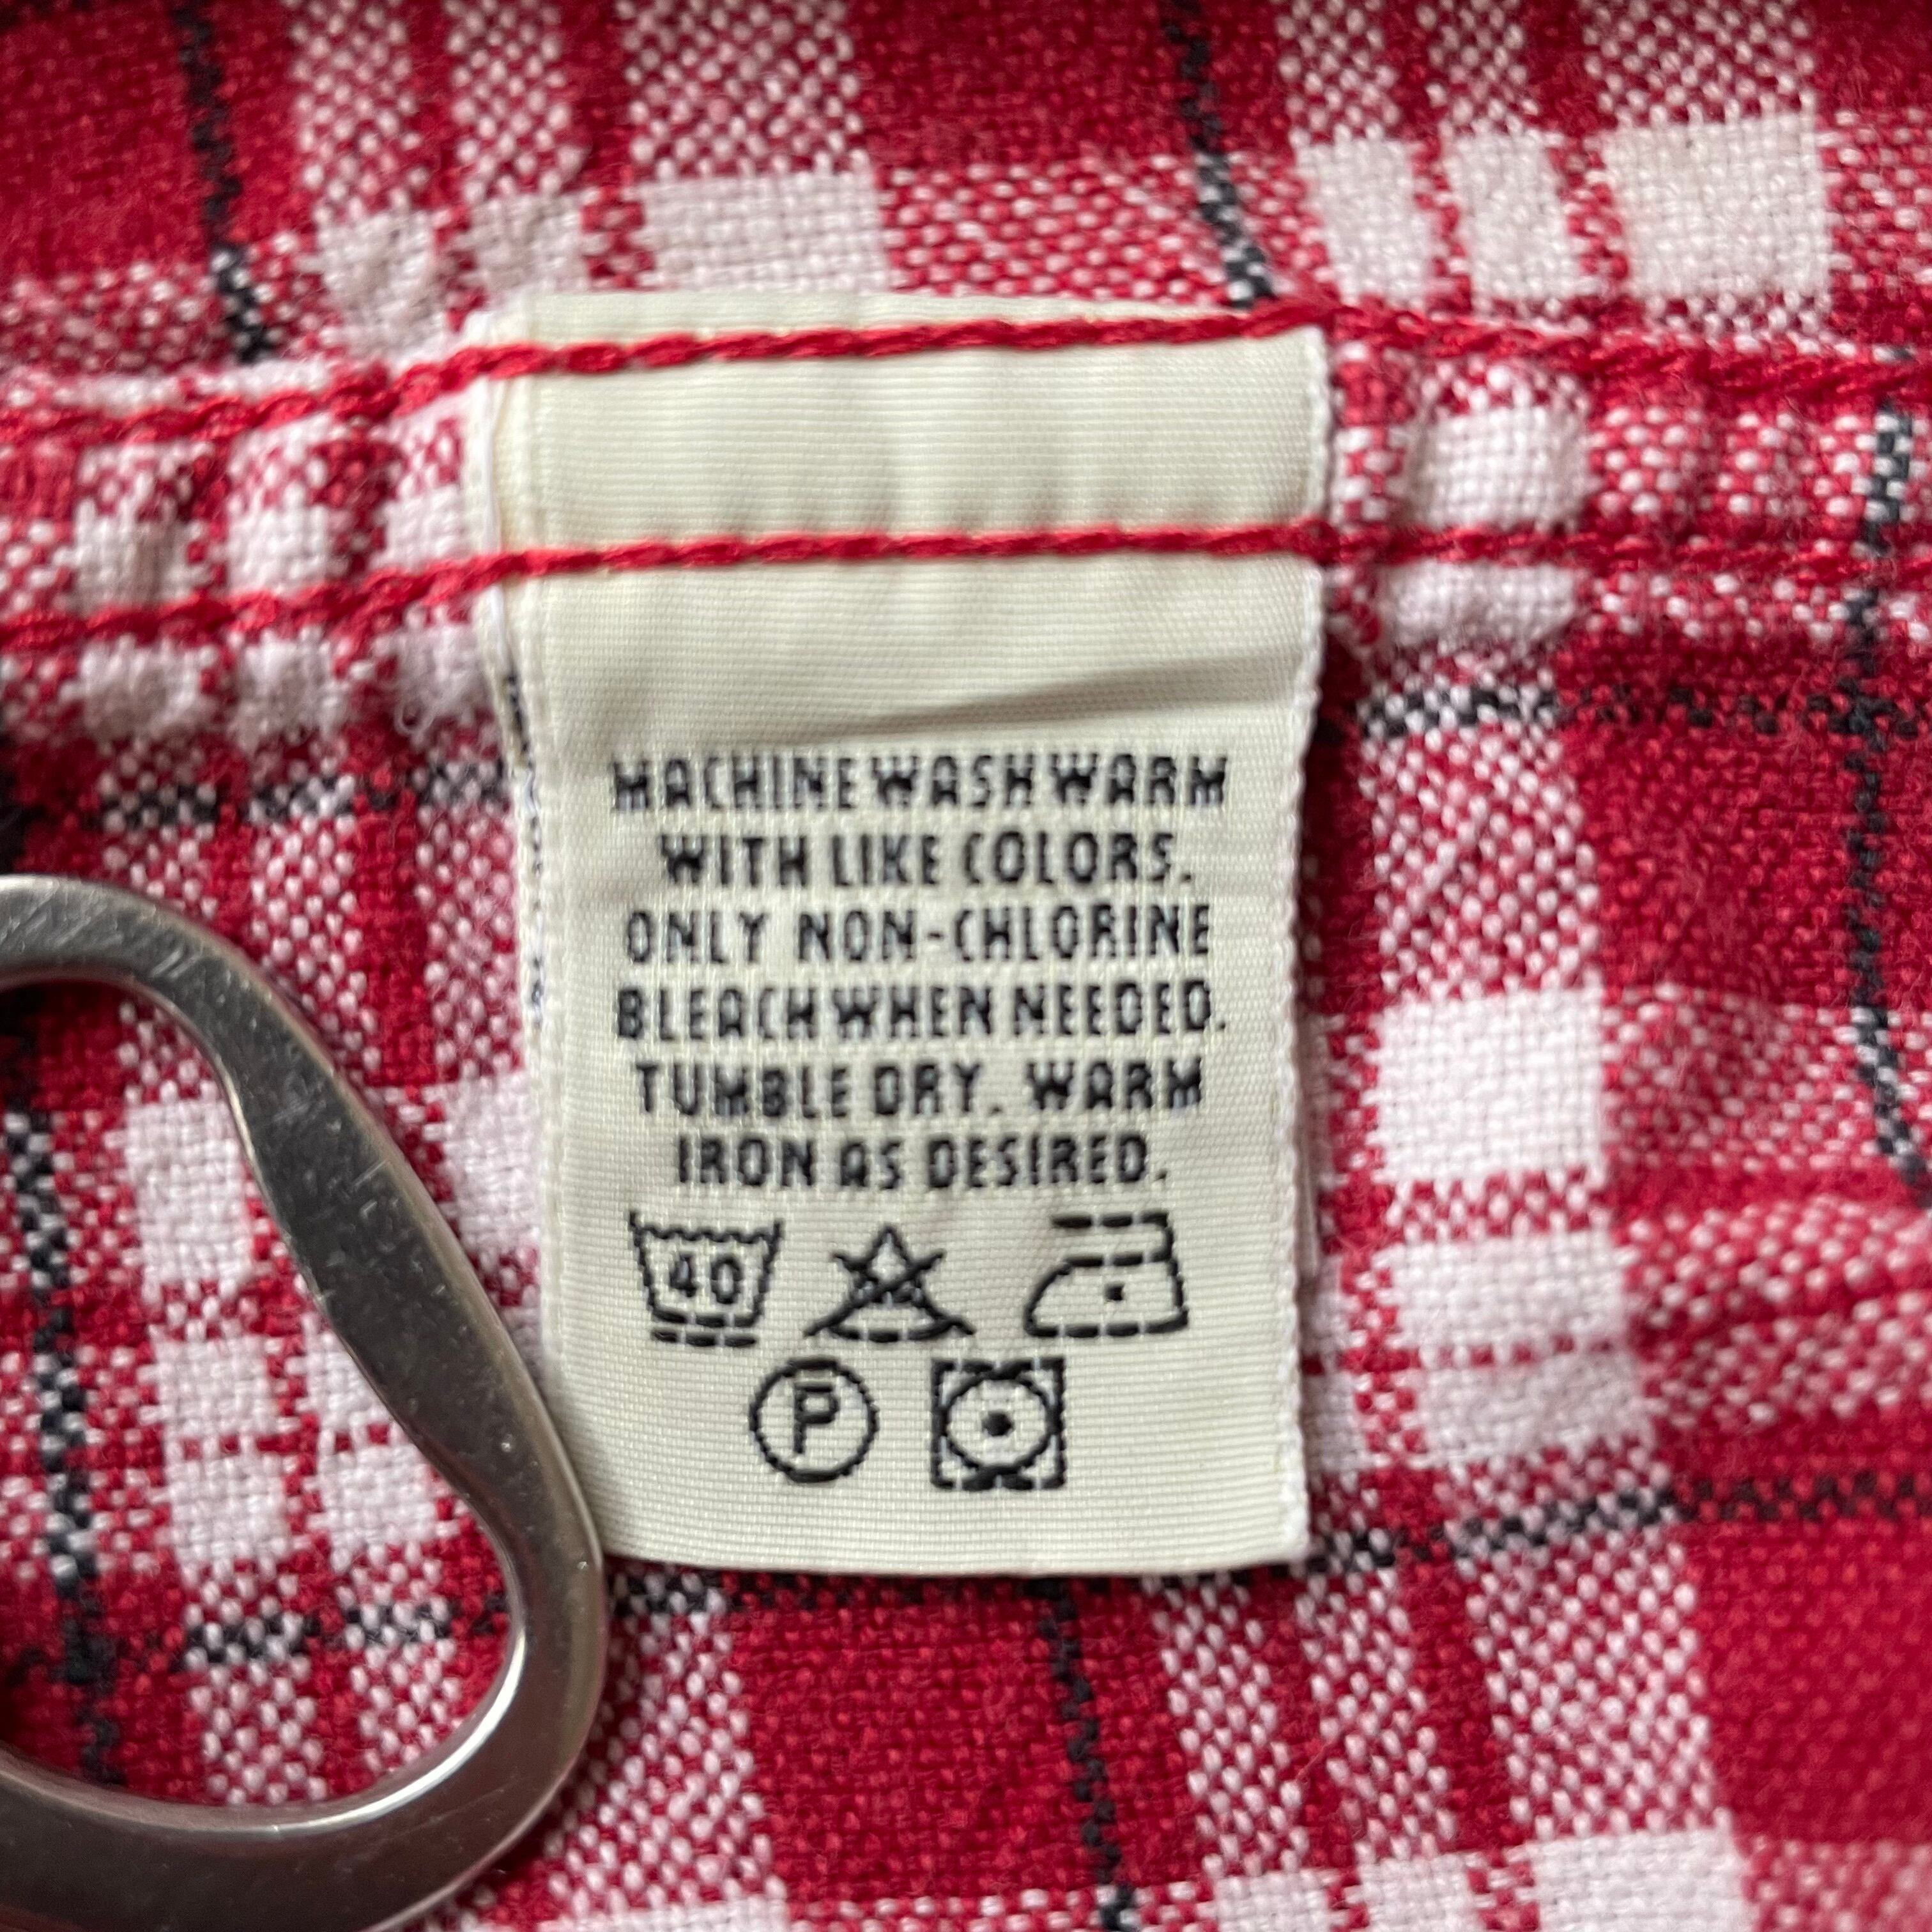 MACHINE WASH WARM
WITH LIKE COLORS.
ONLY NON-CHLORINE
BLEACH WHEN NEEDED.
TUMBLE DRY. WARM
IRON AS DESIRED.
40
P